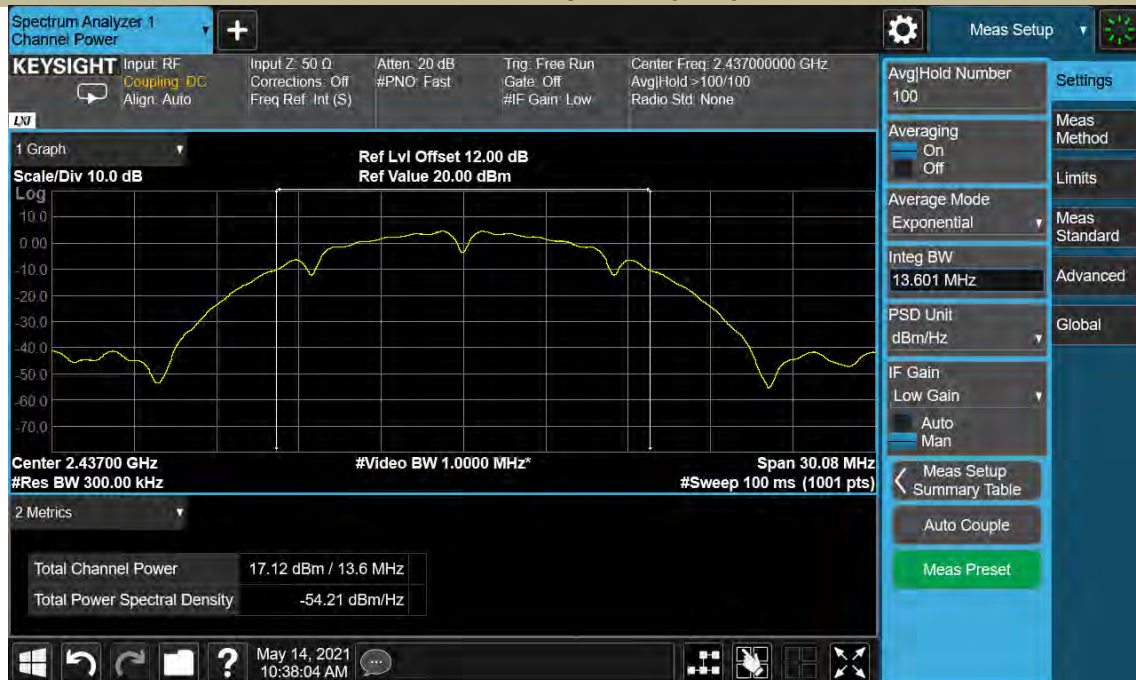 Spectrum Analyzer 1
Channel Power
+
Meas Setup
KEYSIGHT
Input: RF
Coupling: DC
Align: Auto
Input Z: 50 Ω
Corrections: Off
Freq Ref: Int (S)
Atten: 20 dB
#PNO: Fast
Trig: Free Run
Gate: Off
#IF Gain: Low
Center Freq: 2.437000000 GHz
Avg|Hold >100/100
Radio Std: None
LXI
1 Graph
Scale/Div 10.0 dB
Ref Lvl Offset 12.00 dB
Ref Value 20.00 dBm
Log
10.0
0.00
-10.0
-20.0
-30.0
-40.0
-50.0
-60.0
-70.0
Center 2.43700 GHz
#Res BW 300.00 kHz
#Video BW 1.0000 MHz*
Span 30.08 MHz
#Sweep 100 ms (1001 pts)
2 Metrics
Total Channel Power 17.12 dBm / 13.6 MHz
Total Power Spectral Density -54.21 dBm/Hz
Avg|Hold Number
100
Averaging
On
Off
Average Mode
Exponential
Integ BW
13.601 MHz
PSD Unit
dBm/Hz
IF Gain
Low Gain
Auto
Man
Meas Setup
Summary Table
Auto Couple
Meas Preset
Settings
Meas
Method
Limits
Meas
Standard
Advanced
Global
?
May 14, 2021
10:38:04 AM